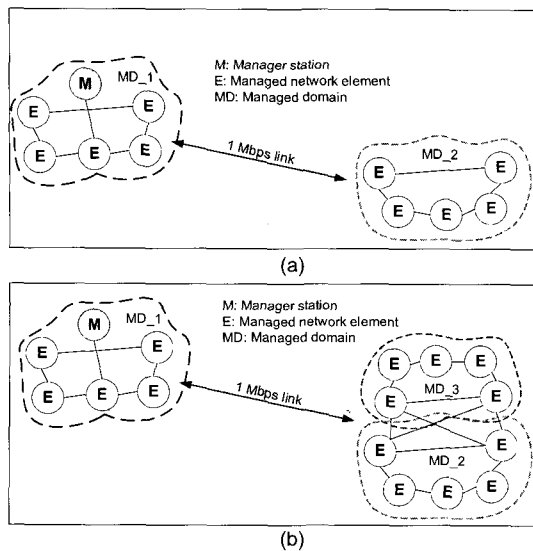 MD_1
M
M: Manager station
E: Managed network element
MD: Managed domain
E
E
E
E
E
1 Mbps link
MD_2
E
E
E
E
E
(a)
MD_1
M
M: Manager station
E: Managed network element
MD: Managed domain
E
E
E
E
E
1 Mbps link
E
E
E
MD_3
E
E
E
E
MD_2
E
E
E
(b)